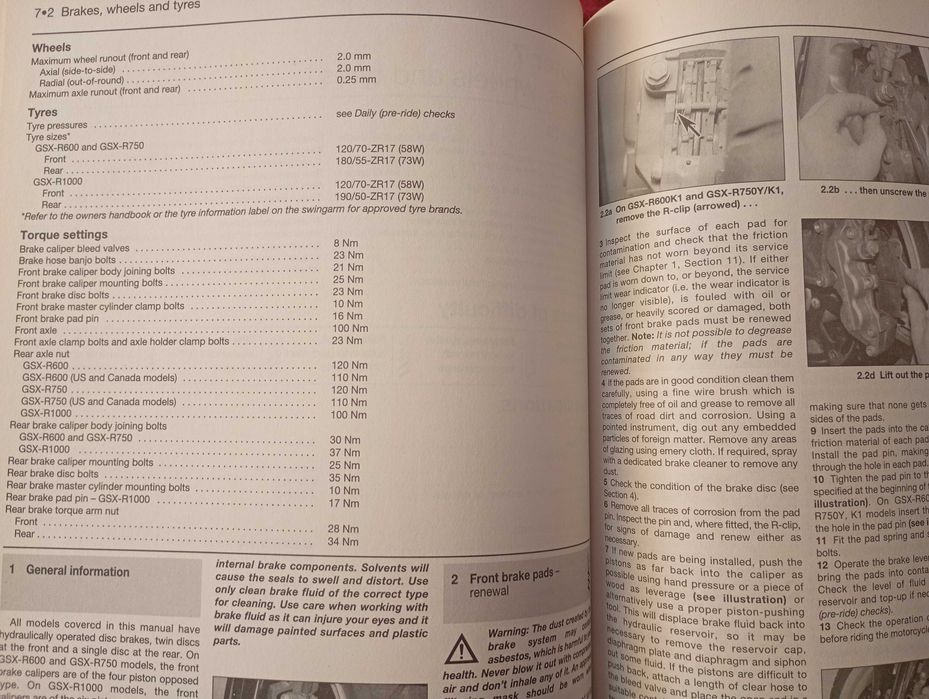 7•2 Brakes, wheels and tyres
Wheels
Maximum wheel runout (front and rear)
Axial (side-to-side) 2.0 mm
Radial (out-of-round) 2.0 mm
Maximum axle runout (front and rear) 0.25 mm
Tyres
Tyre pressures see Daily (pre-ride) checks
Tyre sizes*
GSX-R600 and GSX-R750
Front 120/70-ZR17 (58W)
Rear 180/55-ZR17 (73W)
GSX-R1000
Front 120/70-ZR17 (58W)
Rear 190/50-ZR17 (73W)
*Refer to the owners handbook or the tyre information label on the swingarm for approved tyre brands.
Torque settings
Brake caliper bleed valves 8 Nm
Brake hose banjo bolts 23 Nm
Front brake caliper body joining bolts 21 Nm
Front brake caliper mounting bolts 25 Nm
Front brake disc bolts 23 Nm
Front brake master cylinder clamp bolts 10 Nm
Front brake pad pin 16 Nm
Front axle 100 Nm
Front axle clamp bolts and axle holder clamp bolts 23 Nm
Rear axle nut
GSX-R600 120 Nm
GSX-R600 (US and Canada models) 110 Nm
GSX-R750 120 Nm
GSX-R750 (US and Canada models) 110 Nm
GSX-R1000 100 Nm
Rear brake caliper body joining bolts
GSX-R600 and GSX-R750 30 Nm
GSX-R1000 37 Nm
Rear brake caliper mounting bolts 25 Nm
Rear brake disc bolts 35 Nm
Rear brake master cylinder mounting bolts 10 Nm
Rear brake pad pin – GSX-R1000 17 Nm
Rear brake torque arm nut
Front 28 Nm
Rear 34 Nm
1 General information
All models covered in this manual have
hydraulically operated disc brakes, twin discs
at the front and a single disc at the rear. On
GSX-R600 and GSX-R750 models, the front
brake calipers are of the four piston opposed
type. On GSX-R1000 models, the front
internal brake components. Solvents will
cause the seals to swell and distort. Use
only clean brake fluid of the correct type
for cleaning. Use care when working with
brake fluid as it can injure your eyes and it
will damage painted surfaces and plastic
parts.
2 Front brake pads –
renewal
Warning: The dust created by
brake system may
asbestos, which is harmful to
health. Never blow it out with
air and don't inhale any of it. An
mask should be worn
2.2a On GSX-R600K1 and GSX-R750Y/K1,
remove the R-clip (arrowed) . . .
3 Inspect the surface of each pad for
contamination and check that the friction
material has not worn beyond its service
limit (see Chapter 1, Section 11). If either
pad is worn down to, or beyond, the service
limit wear indicator (i.e. the wear indicator is
no longer visible), is fouled with oil or
grease, or heavily scored or damaged, both
sets of front brake pads must be renewed
together. Note: It is not possible to degrease
the friction material; if the pads are
contaminated in any way they must be
renewed.
4 If the pads are in good condition clean them
carefully, using a fine wire brush which is
completely free of oil and grease to remove all
traces of road dirt and corrosion. Using a
pointed instrument, dig out any embedded
particles of foreign matter. Remove any areas
of glazing using emery cloth. If required, spray
with a dedicated brake cleaner to remove any
dust.
5 Check the condition of the brake disc (see
Section 4).
6 Remove all traces of corrosion from the pad
pin. Inspect the pin and, where fitted, the R-clip,
for signs of damage and renew either as
necessary.
7 If new pads are being installed, push the
pistons as far back into the caliper as
possible using hand pressure or a piece of
wood as leverage (see illustration) or
alternatively use a proper piston-pushing
tool. This will displace brake fluid back into
the hydraulic reservoir, so it may be
necessary to remove the reservoir cap,
diaphragm plate and diaphragm and siphon
out some fluid. If the pistons are difficult to
push back, attach a length of clear hose to
the bleed valve and place the open end in a
2.2b . . . then unscrew the
2.2d Lift out the
making sure that none gets
sides of the pads.
9 Insert the pads into the
friction material of each pad
Install the pad pin, making
through the hole in each pad.
10 Tighten the pad pin to
specified at the beginning of
illustration). On
R750Y, K1 models insert
the hole in the pad pin (see
11 Fit the pad spring and
bolts.
12 Operate the brake lever
bring the pads into
Check the level of fluid
reservoir and top-up if
(pre-ride) checks).
13 Check the operation
before riding the motorcycle